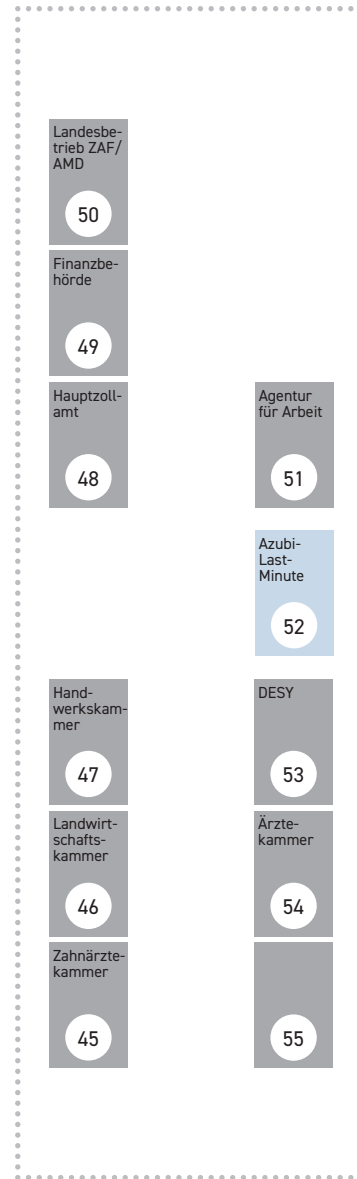 Landesbe-
trieb ZAF/
AMD
50
Finanzbe-
hörde
49
Hauptzoll-
amt
48
Agentur
für Arbeit
51
Azubi-
Last-
Minute
52
Hand-
werkskam-
mer
47
DESY
53
Landwirt-
schafts-
kammer
46
Ärzte-
kammer
54
Zahnärzte-
kammer
45
55